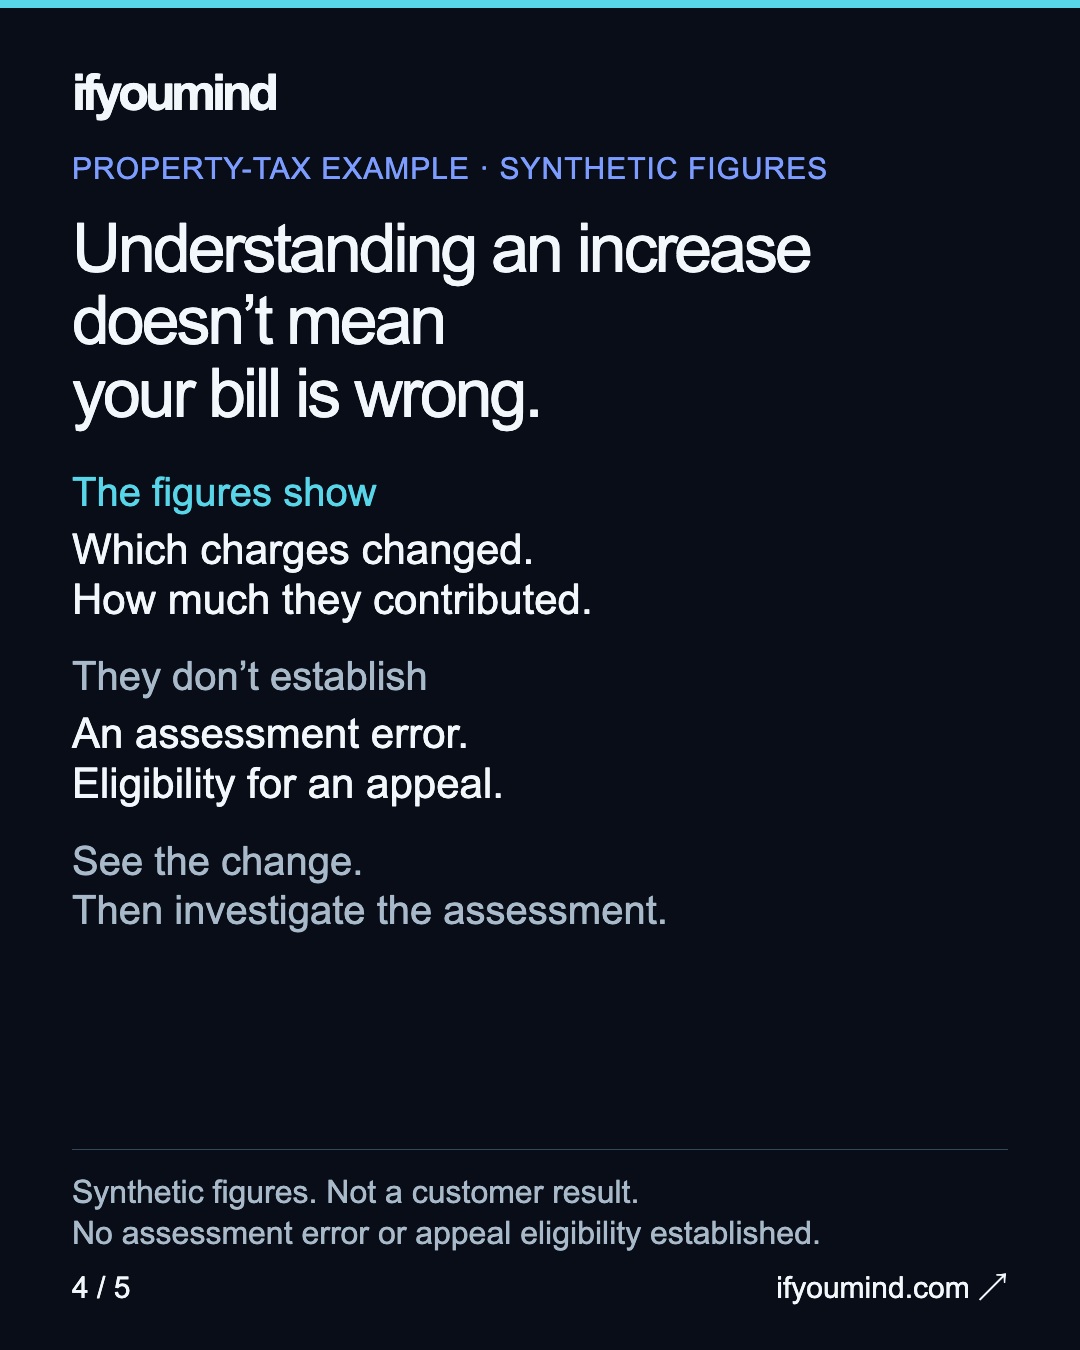 ifyoumind
PROPERTY-TAX EXAMPLE · SYNTHETIC FIGURES
Understanding an increase
doesn’t mean
your bill is wrong.
The figures show
Which charges changed.
How much they contributed.
They don’t establish
An assessment error.
Eligibility for an appeal.
See the change.
Then investigate the assessment.
Synthetic figures. Not a customer result.
No assessment error or appeal eligibility established.
4 / 5
ifyoumind.com ↗